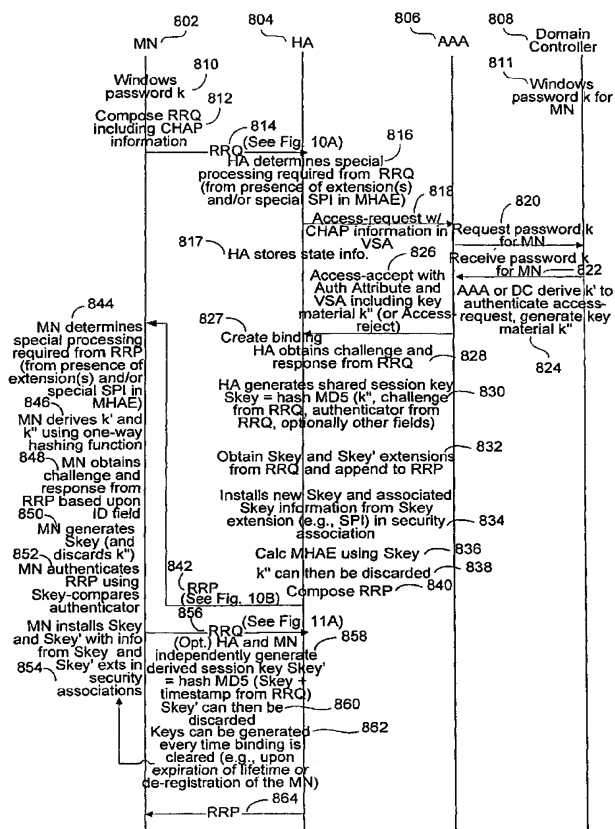 802
804
806
808
MN
HA
AAA
Domain
Controller
810
Windows
password k
811
Windows
password k for
MN
812
Compose RRQ
including CHAP
information
814
RRQ (See Fig. 10A)
816
HA determines special
processing required from RRQ
(from presence of extension(s)
and/or special SPI in MHAE)
818
Access-request w/
CHAP information in
VSA
820
Request password k
for MN
817
HA stores state info.
826
Receive password k
for MN 822
Access-accept with
Auth Attribute and
VSA including key
material k" (or Access-
reject)
AAA or DC derive k' to
authenticate access-
request, generate key
material k"
824
827
Create binding
HA obtains challenge and
response from RRQ
828
844
MN determines
special processing
required from RRP
(from presence of
extension(s) and/or
special SPI in
MHAE)
HA generates shared session key
Skey = hash MD5 (k", challenge
from RRQ, authenticator from
RRQ, optionally other fields)
830
846
MN derives k' and
k" using one-way
hashing function
848
MN obtains
challenge and
response from
RRP based upon
ID field
Obtain Skey and Skey' extensions
from RRQ and append to RRP
832
850
MN generates
Skey (and
discards k")
Installs new Skey and associated
Skey information from Skey
extension (e.g., SPI) in security
association
834
852
MN authenticates
RRP using
Skey-compares
authenticator
Calc MHAE using Skey
836
k" can then be discarded
838
Compose RRP
840
842
RRP
(See Fig. 10B)
856
RRQ (See Fig. 11A)
MN installs Skey
and Skey' with info
from Skey and
Skey' exts in
security
associations
854
(Opt.) HA and MN
independently generate
derived session key Skey'
= hash MD5 (Skey +
timestamp from RRQ)
858
Skey' can then be
discarded
860
Keys can be generated
every time binding is
cleared (e.g., upon
expiration of lifetime or
de-registration of the MN)
862
RRP
864